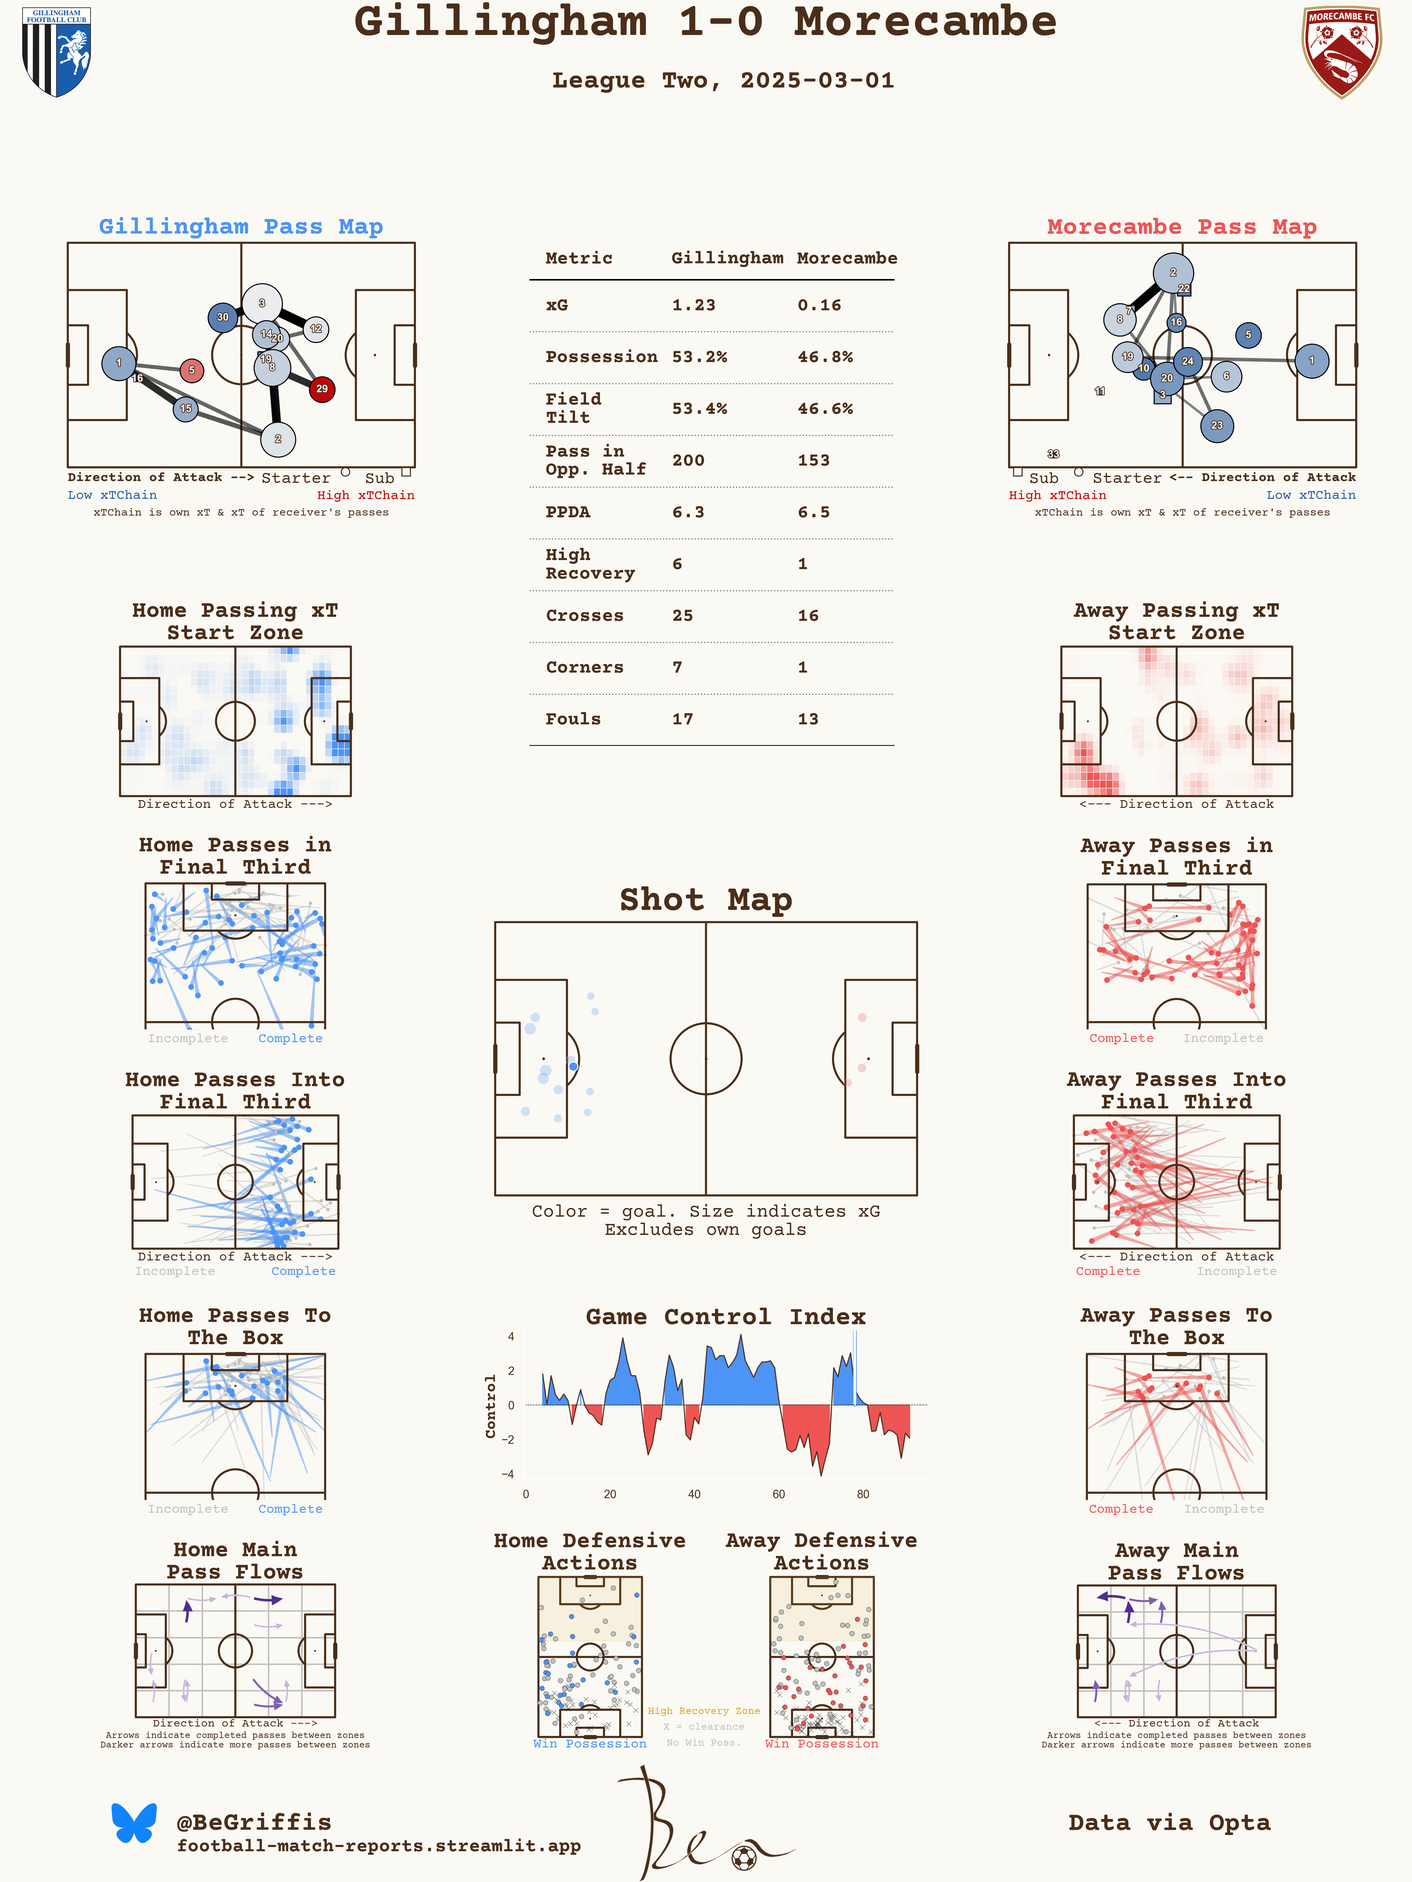 GILLINGHAM
FOOTBALL CLUB
Gillingham 1-0 Morecambe
MORECAMBE FC
League Two, 2025-03-01
Gillingham Pass Map
3
30
14
20
12
19
8
1
5
16
29
15
2
Direction of Attack --> Starter Sub
Low xTChain High xTChain
xTChain is own xT & xT of receiver's passes
Metric Gillingham Morecambe
xG 1.23 0.16
Possession 53.2% 46.8%
Field
Tilt 53.4% 46.6%
Pass in
Opp. Half 200 153
PPDA 6.3 6.5
High
Recovery 6 1
Crosses 25 16
Corners 7 1
Fouls 17 13
Morecambe Pass Map
2
22
7
8
16
5
19
24
1
10
20
6
11
3
23
33
Sub Starter <-- Direction of Attack
High xTChain Low xTChain
xTChain is own xT & xT of receiver's passes
Home Passing xT
Start Zone
Direction of Attack --->
Away Passing xT
Start Zone
<--- Direction of Attack
Home Passes in
Final Third
Incomplete Complete
Shot Map
Color = goal. Size indicates xG
Excludes own goals
Away Passes in
Final Third
Complete Incomplete
Home Passes Into
Final Third
Direction of Attack --->
Incomplete Complete
Away Passes Into
Final Third
<--- Direction of Attack
Complete Incomplete
Home Passes To
The Box
Incomplete Complete
Game Control Index
Control
4
2
0
−2
−4
0 20 40 60 80
Away Passes To
The Box
Complete Incomplete
Home Main
Pass Flows
Direction of Attack --->
Arrows indicate completed passes between zones
Darker arrows indicate more passes between zones
Home Defensive
Actions
Win Possession
High Recovery Zone
X = clearance
No Win Poss.
Away Defensive
Actions
Win Possession
Away Main
Pass Flows
<--- Direction of Attack
Arrows indicate completed passes between zones
Darker arrows indicate more passes between zones
@BeGriffis
football-match-reports.streamlit.app
Ben
Data via Opta